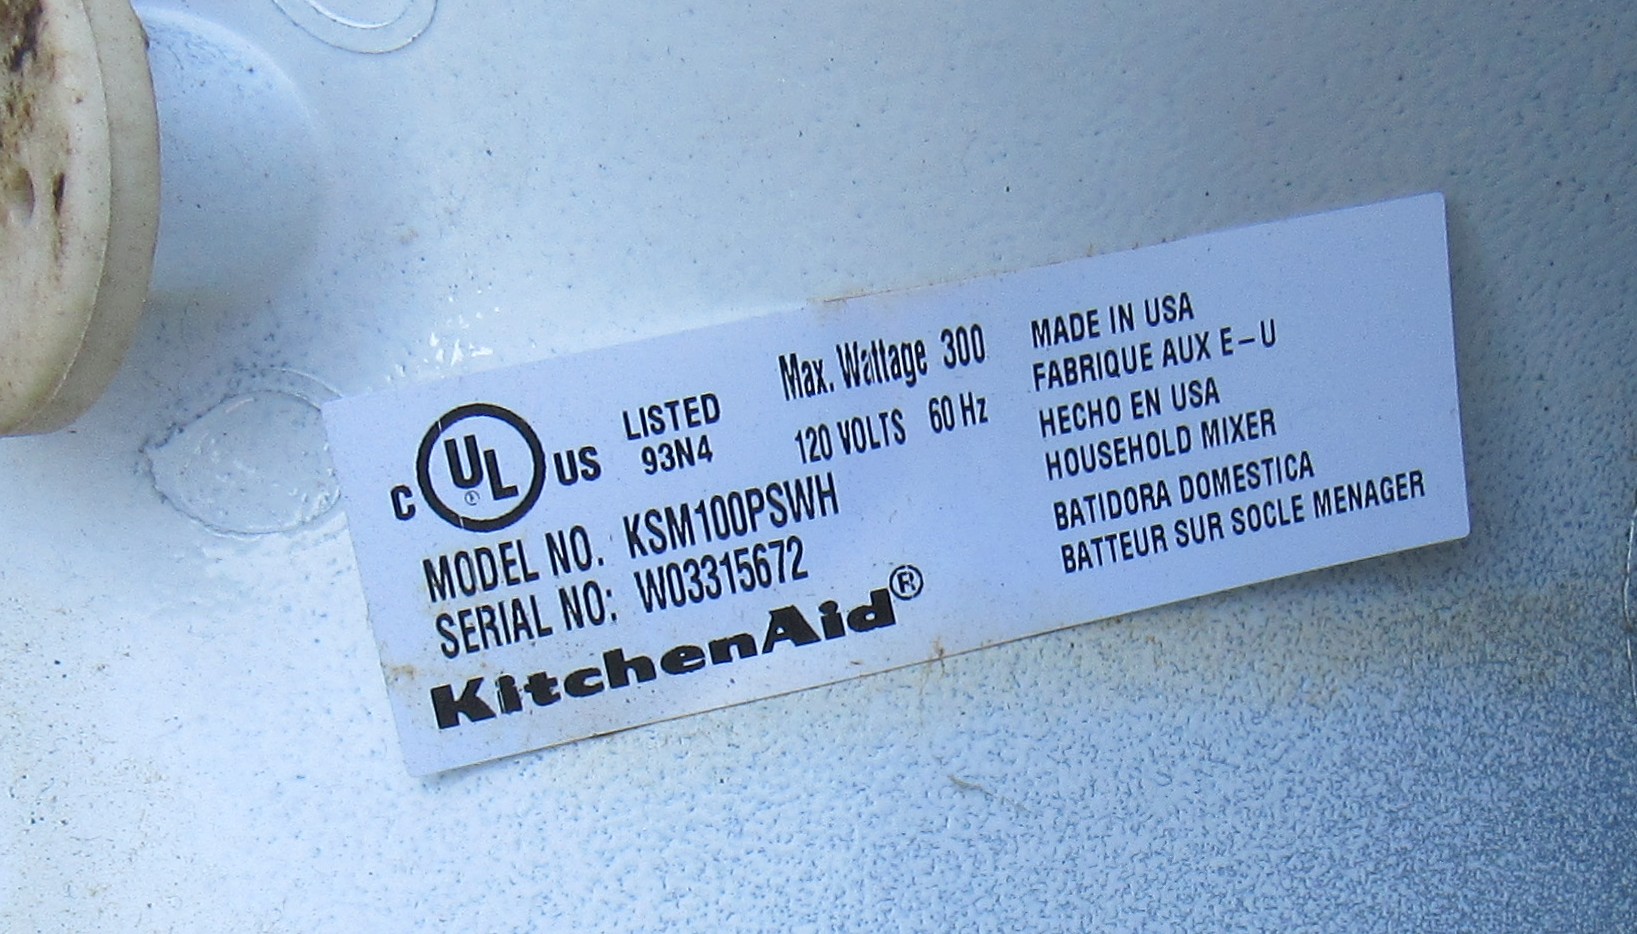 C UL® US LISTED
93N4
Max. Wattage 300
120 VOLTS 60 Hz
MODEL NO. KSM100PSWH
SERIAL NO: W03315672
KitchenAid®
MADE IN USA
FABRIQUE AUX E-U
HECHO EN USA
HOUSEHOLD MIXER
BATIDORA DOMESTICA
BATTEUR SUR SOCLE MENAGER